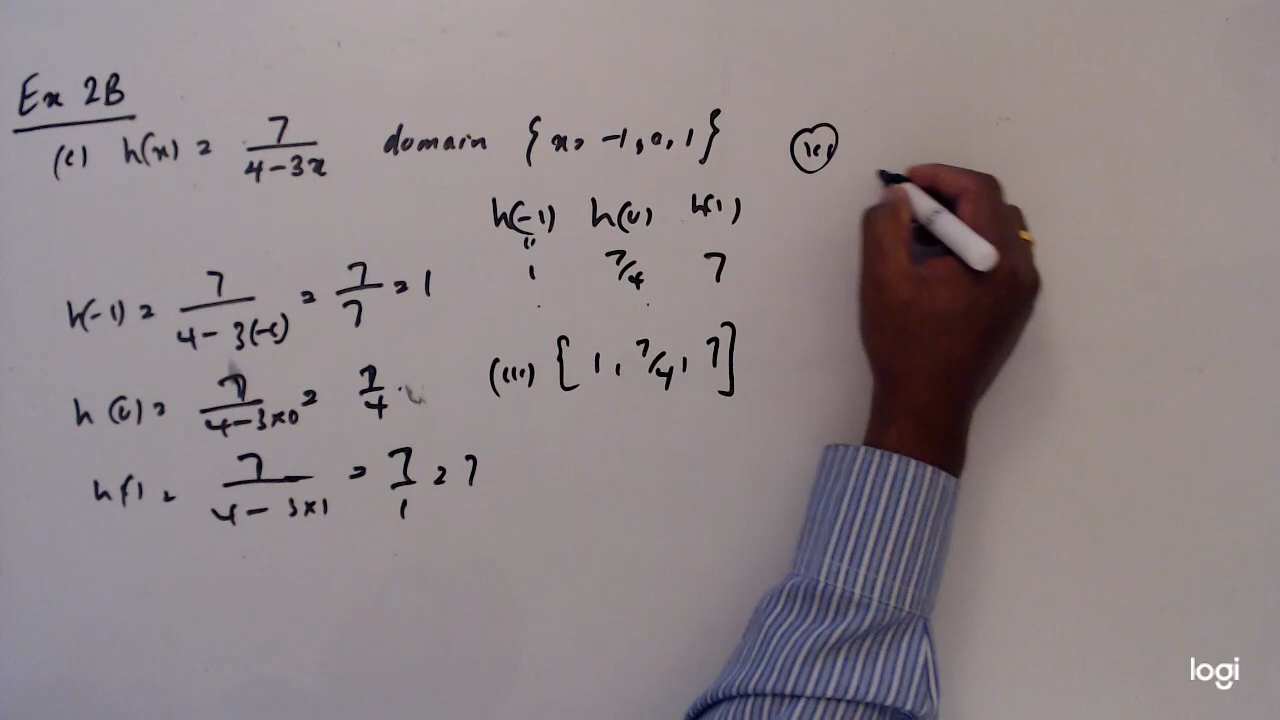 Ex 2B
(c) h(x) = 7/(4-3x) domain {x = -1, 0, 1}
h(-1) h(0) h(1)
" 1 7/4 7
h(-1) = 7/(4-3(-1)) = 7/7 = 1
(iii) { 1, 7/4, 7 }
h(0) = 7/(4-3×0) = 7/4
h(1 = 7/(4-3×1) = 7/1 = 7
logi